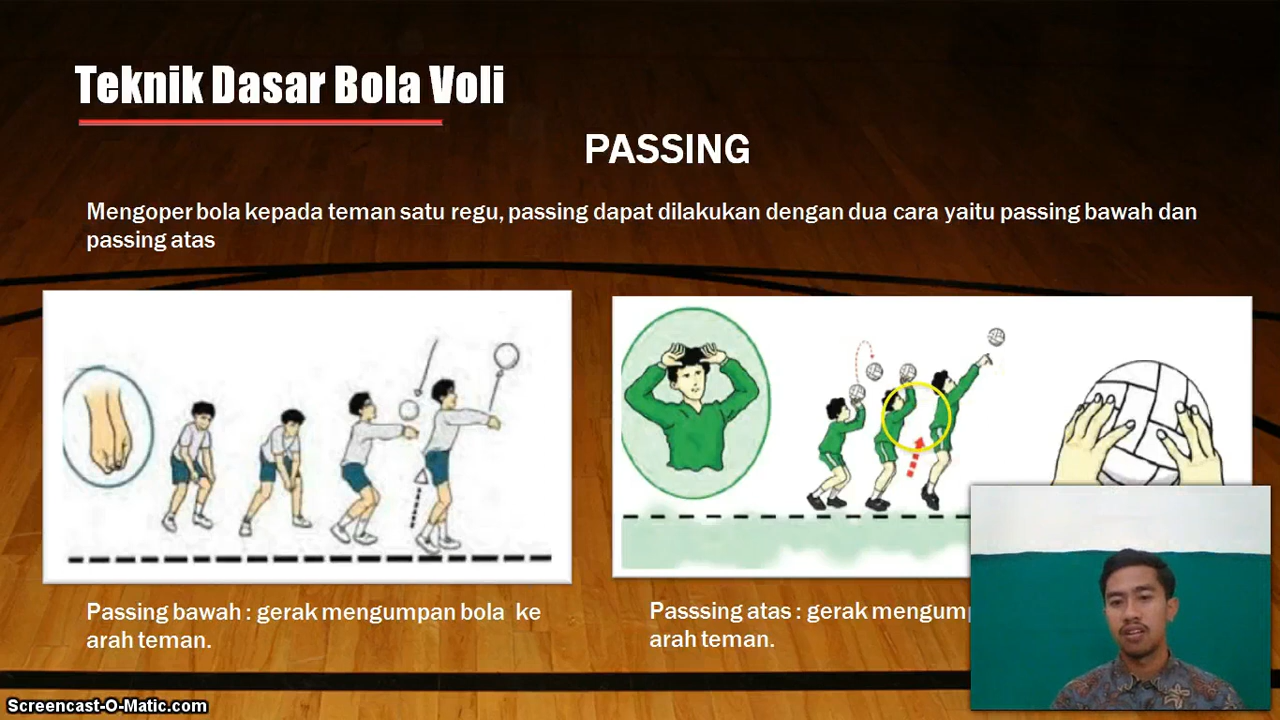 Teknik Dasar Bola Voli
PASSING
Mengoper bola kepada teman satu regu, passing dapat dilakukan dengan dua cara yaitu passing bawah dan
passing atas
Passing bawah : gerak mengumpan bola ke
arah teman.
Passsing atas : gerak
arah teman.
Screencast-O-Matic.com